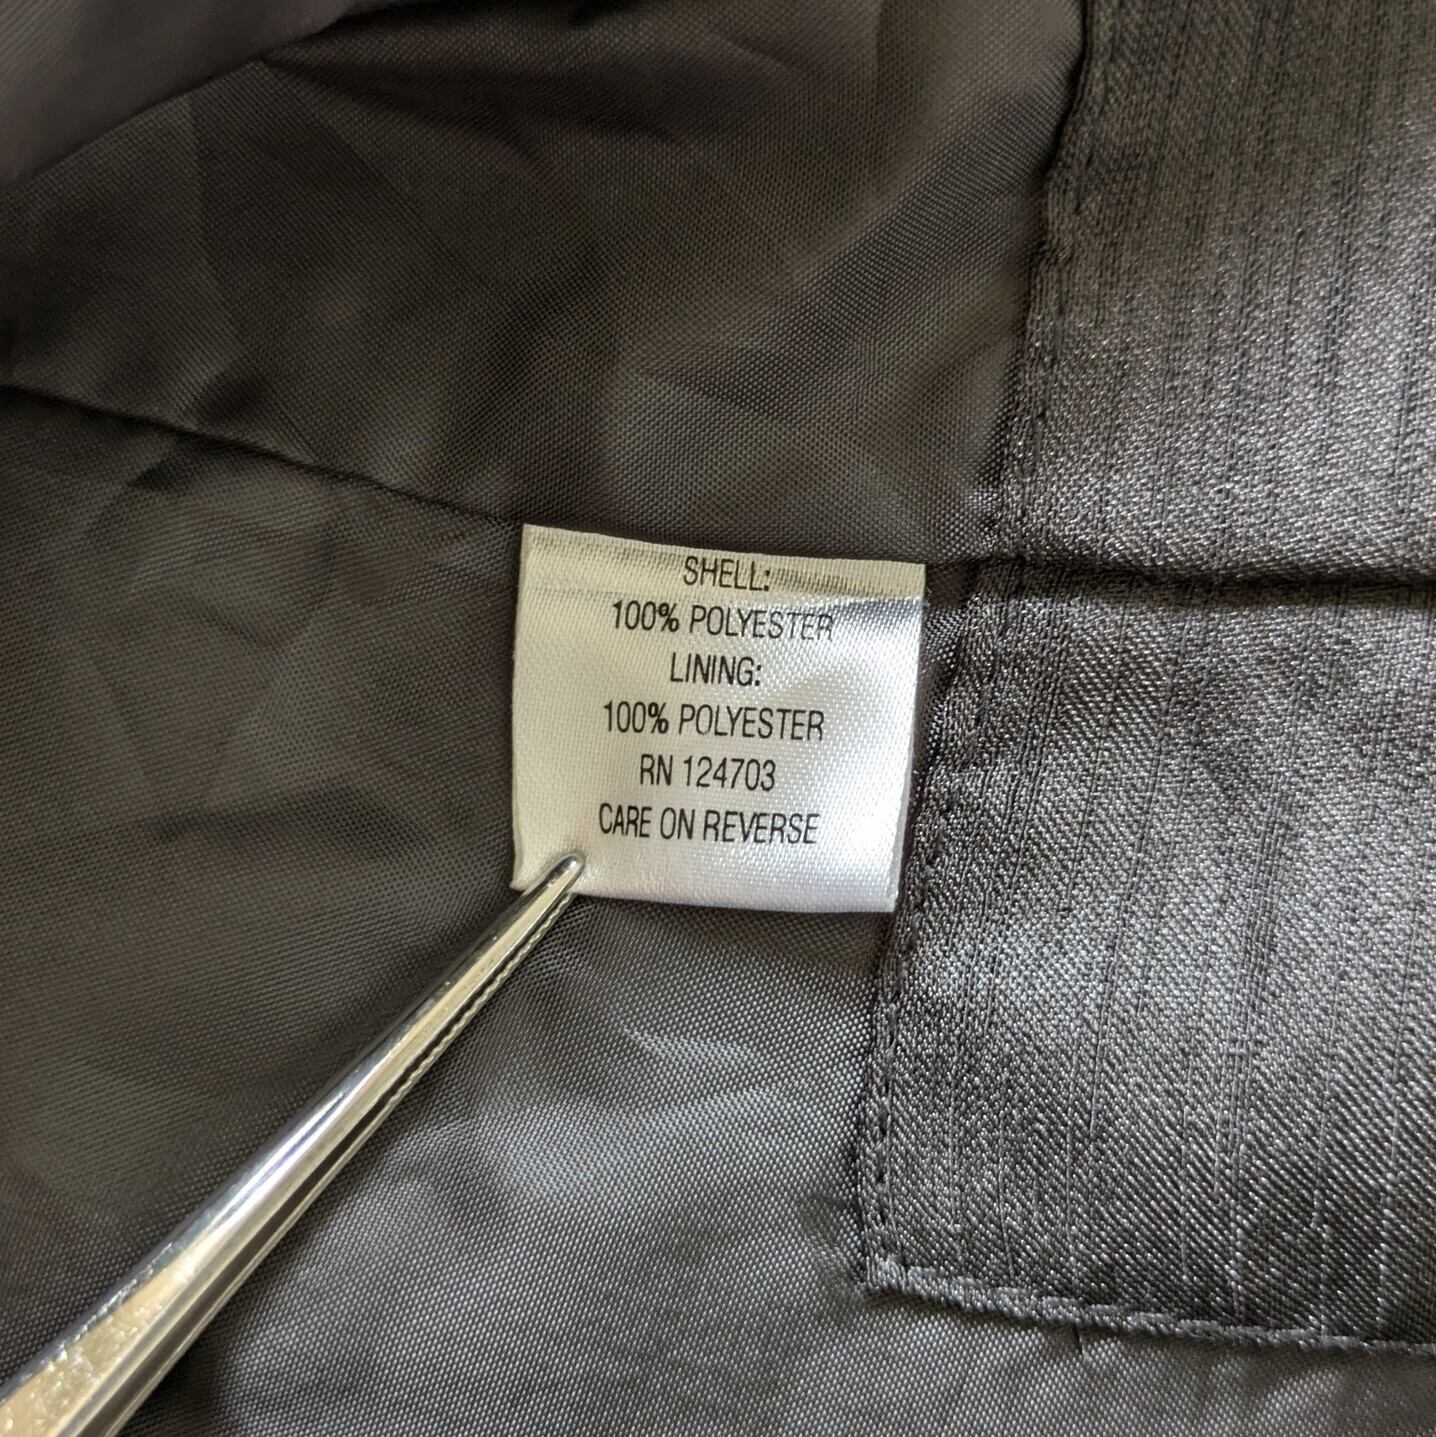 SHELL:
100% POLYESTER
LINING:
100% POLYESTER
RN 124703
CARE ON REVERSE